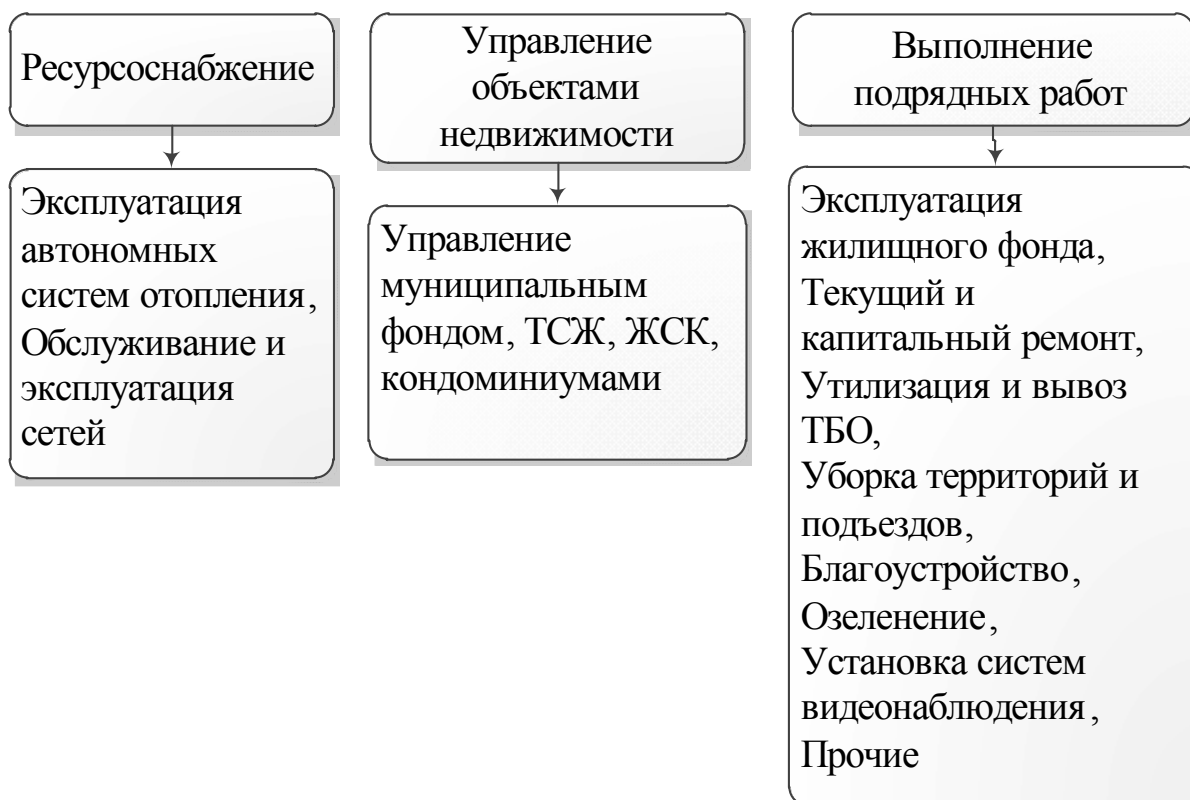 Ресурсоснабжение
Эксплуатация
автономных
систем отопления,
Обслуживание и
эксплуатация
сетей
Управление
объектами
недвижимости
Управление
муниципальным
фондом, ТСЖ, ЖСК,
кондоминиумами
Выполнение
подрядных работ
Эксплуатация
жилищного фонда,
Текущий и
капитальный ремонт,
Утилизация и вывоз
ТБО,
Уборка территорий и
подъездов,
Благоустройство,
Озеленение,
Установка систем
видеонаблюдения,
Прочие